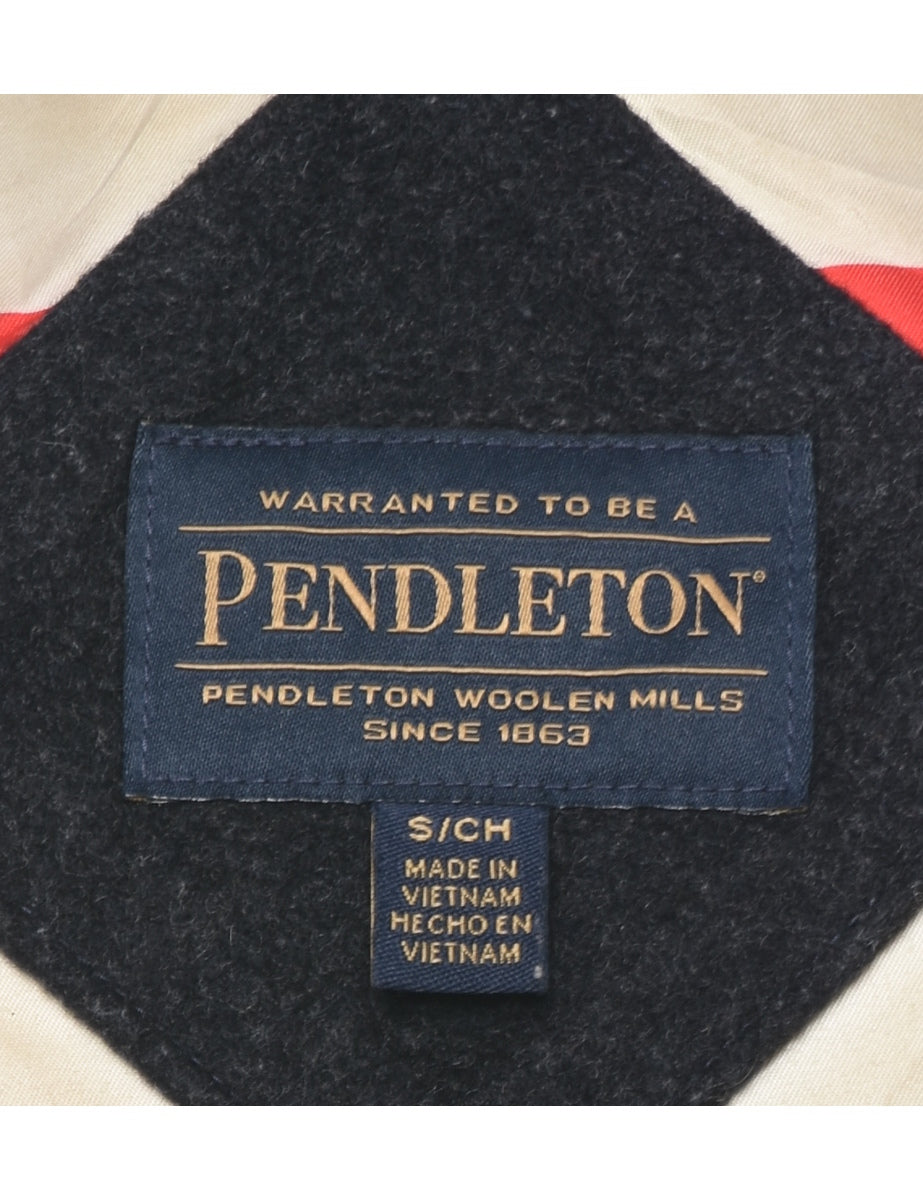 WARRANTED TO BE A
PENDLETON®
PENDLETON WOOLEN MILLS
SINCE 1863
S/CH
MADE IN
VIETNAM
HECHO EN
VIETNAM